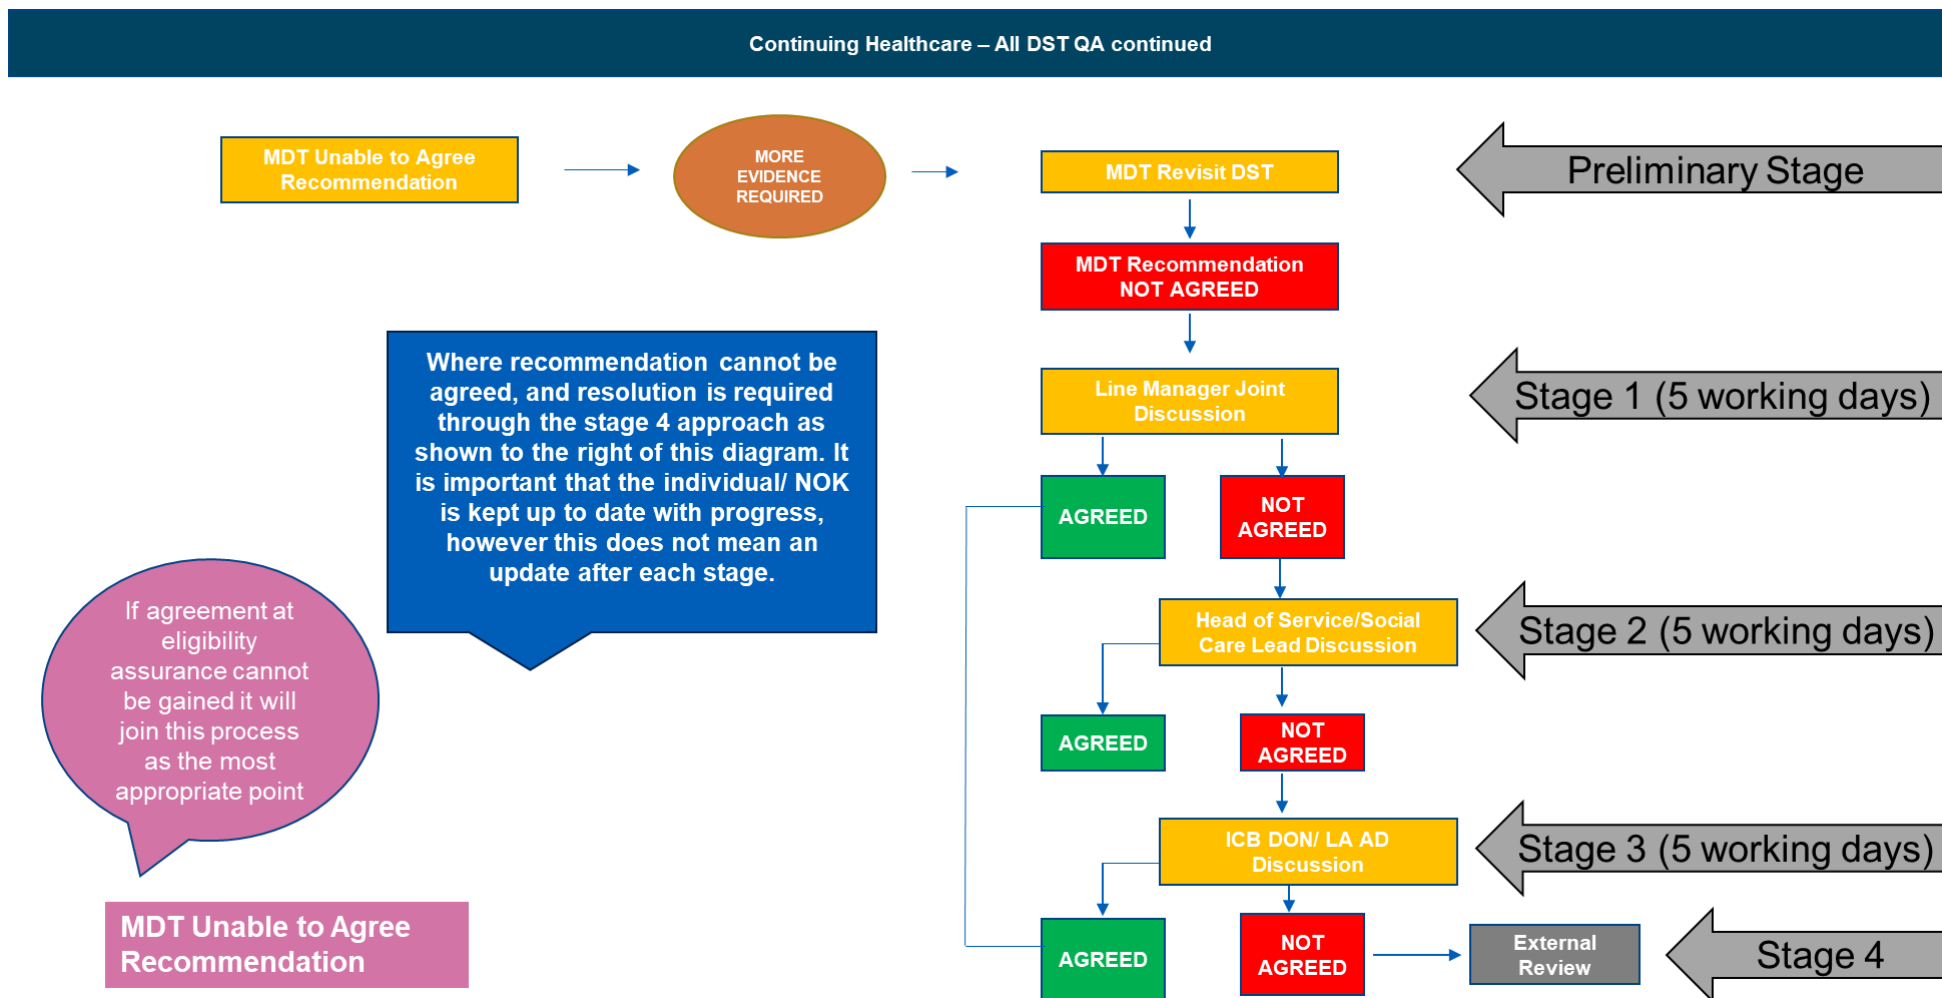 Continuing Healthcare – All DST QA continued
MDT Unable to Agree
Recommendation
MORE
EVIDENCE
REQUIRED
MDT Revisit DST
Preliminary Stage
MDT Recommendation
NOT AGREED
Where recommendation cannot be
agreed, and resolution is required
through the stage 4 approach as
shown to the right of this diagram. It
is important that the individual/ NOK
is kept up to date with progress,
however this does not mean an
update after each stage.
Line Manager Joint
Discussion
Stage 1 (5 working days)
AGREED
NOT
AGREED
If agreement at
eligibility
assurance cannot
be gained it will
join this process
as the most
appropriate point
Head of Service/Social
Care Lead Discussion
Stage 2 (5 working days)
AGREED
NOT
AGREED
ICB DON/ LA AD
Discussion
Stage 3 (5 working days)
MDT Unable to Agree
Recommendation
AGREED
NOT
AGREED
External
Review
Stage 4